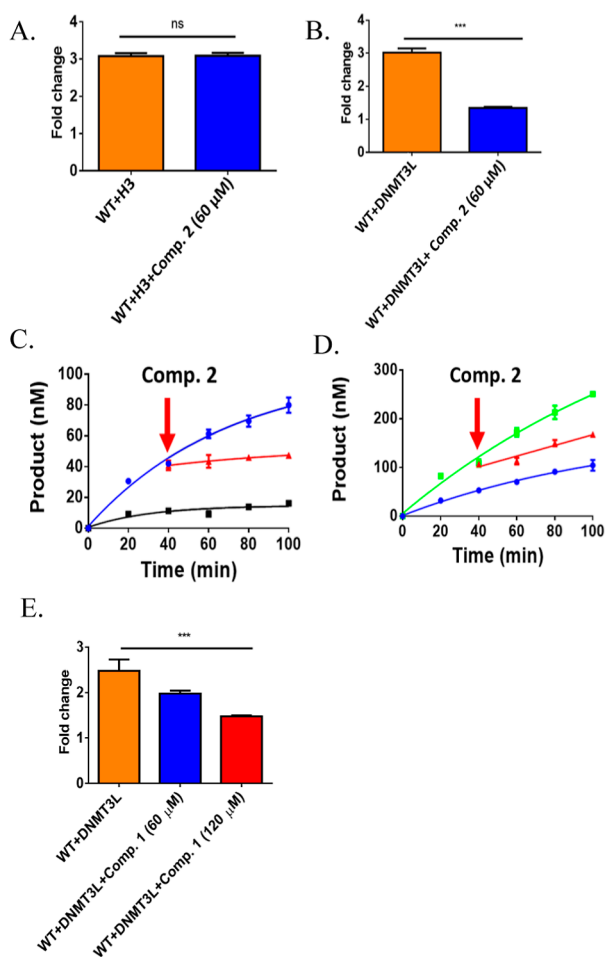 A.
Fold change
4
3
2
1
0
ns
WT+H3
WT+H3+Comp. 2 (60 μM)
B.
Fold change
4
3
2
1
0
***
WT+DNMT3L
WT+DNMT3L+ Comp. 2 (60 μM)
C.
Product (nM)
100
80
60
40
20
0
Comp. 2
0 20 40 60 80 100
Time (min)
D.
Product (nM)
300
200
100
0
Comp. 2
0 20 40 60 80 100
Time (min)
E.
Fold change
3
2
1
0
***
WT+DNMT3L
WT+DNMT3L+Comp. 1 (60 μM)
WT+DNMT3L+Comp. 1 (120 μM)